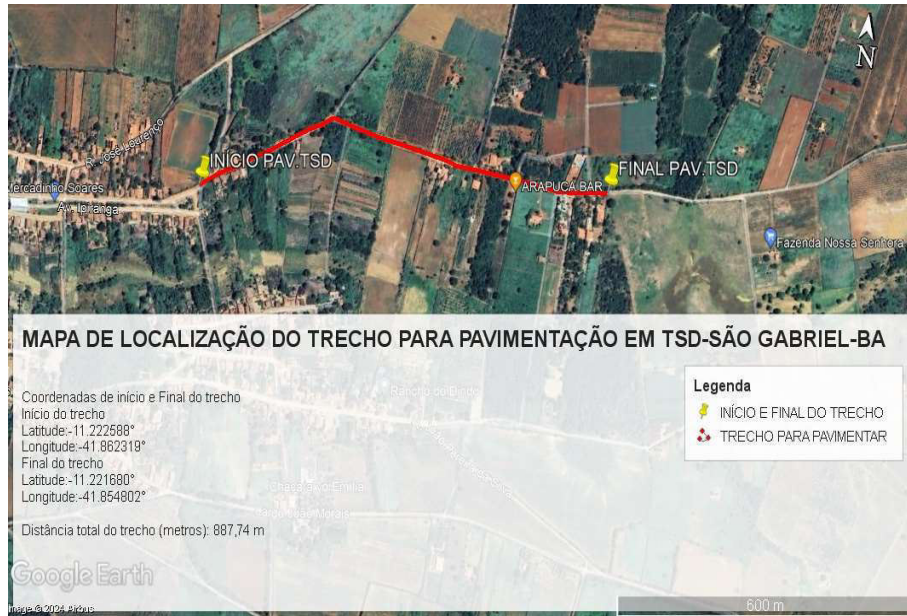 N
INÍCIO PAV.TSD
FINAL PAV.TSD
R. José Lourenço
Mercadinho Soares
Av. Ipiranga
ARAPUCA BAR
Fazenda Nossa Senhora
MAPA DE LOCALIZAÇÃO DO TRECHO PARA PAVIMENTAÇÃO EM TSD-SÃO GABRIEL-BA
Coordenadas de início e Final do trecho
Início do trecho
Latitude:-11.222588°
Longitude:-41.862319°
Final do trecho
Latitude:-11.221680°
Longitude:-41.854802°
Distância total do trecho (metros): 887,74 m
Legenda
INÍCIO E FINAL DO TRECHO
TRECHO PARA PAVIMENTAR
Google Earth
Image © 2024 Airbus
600 m